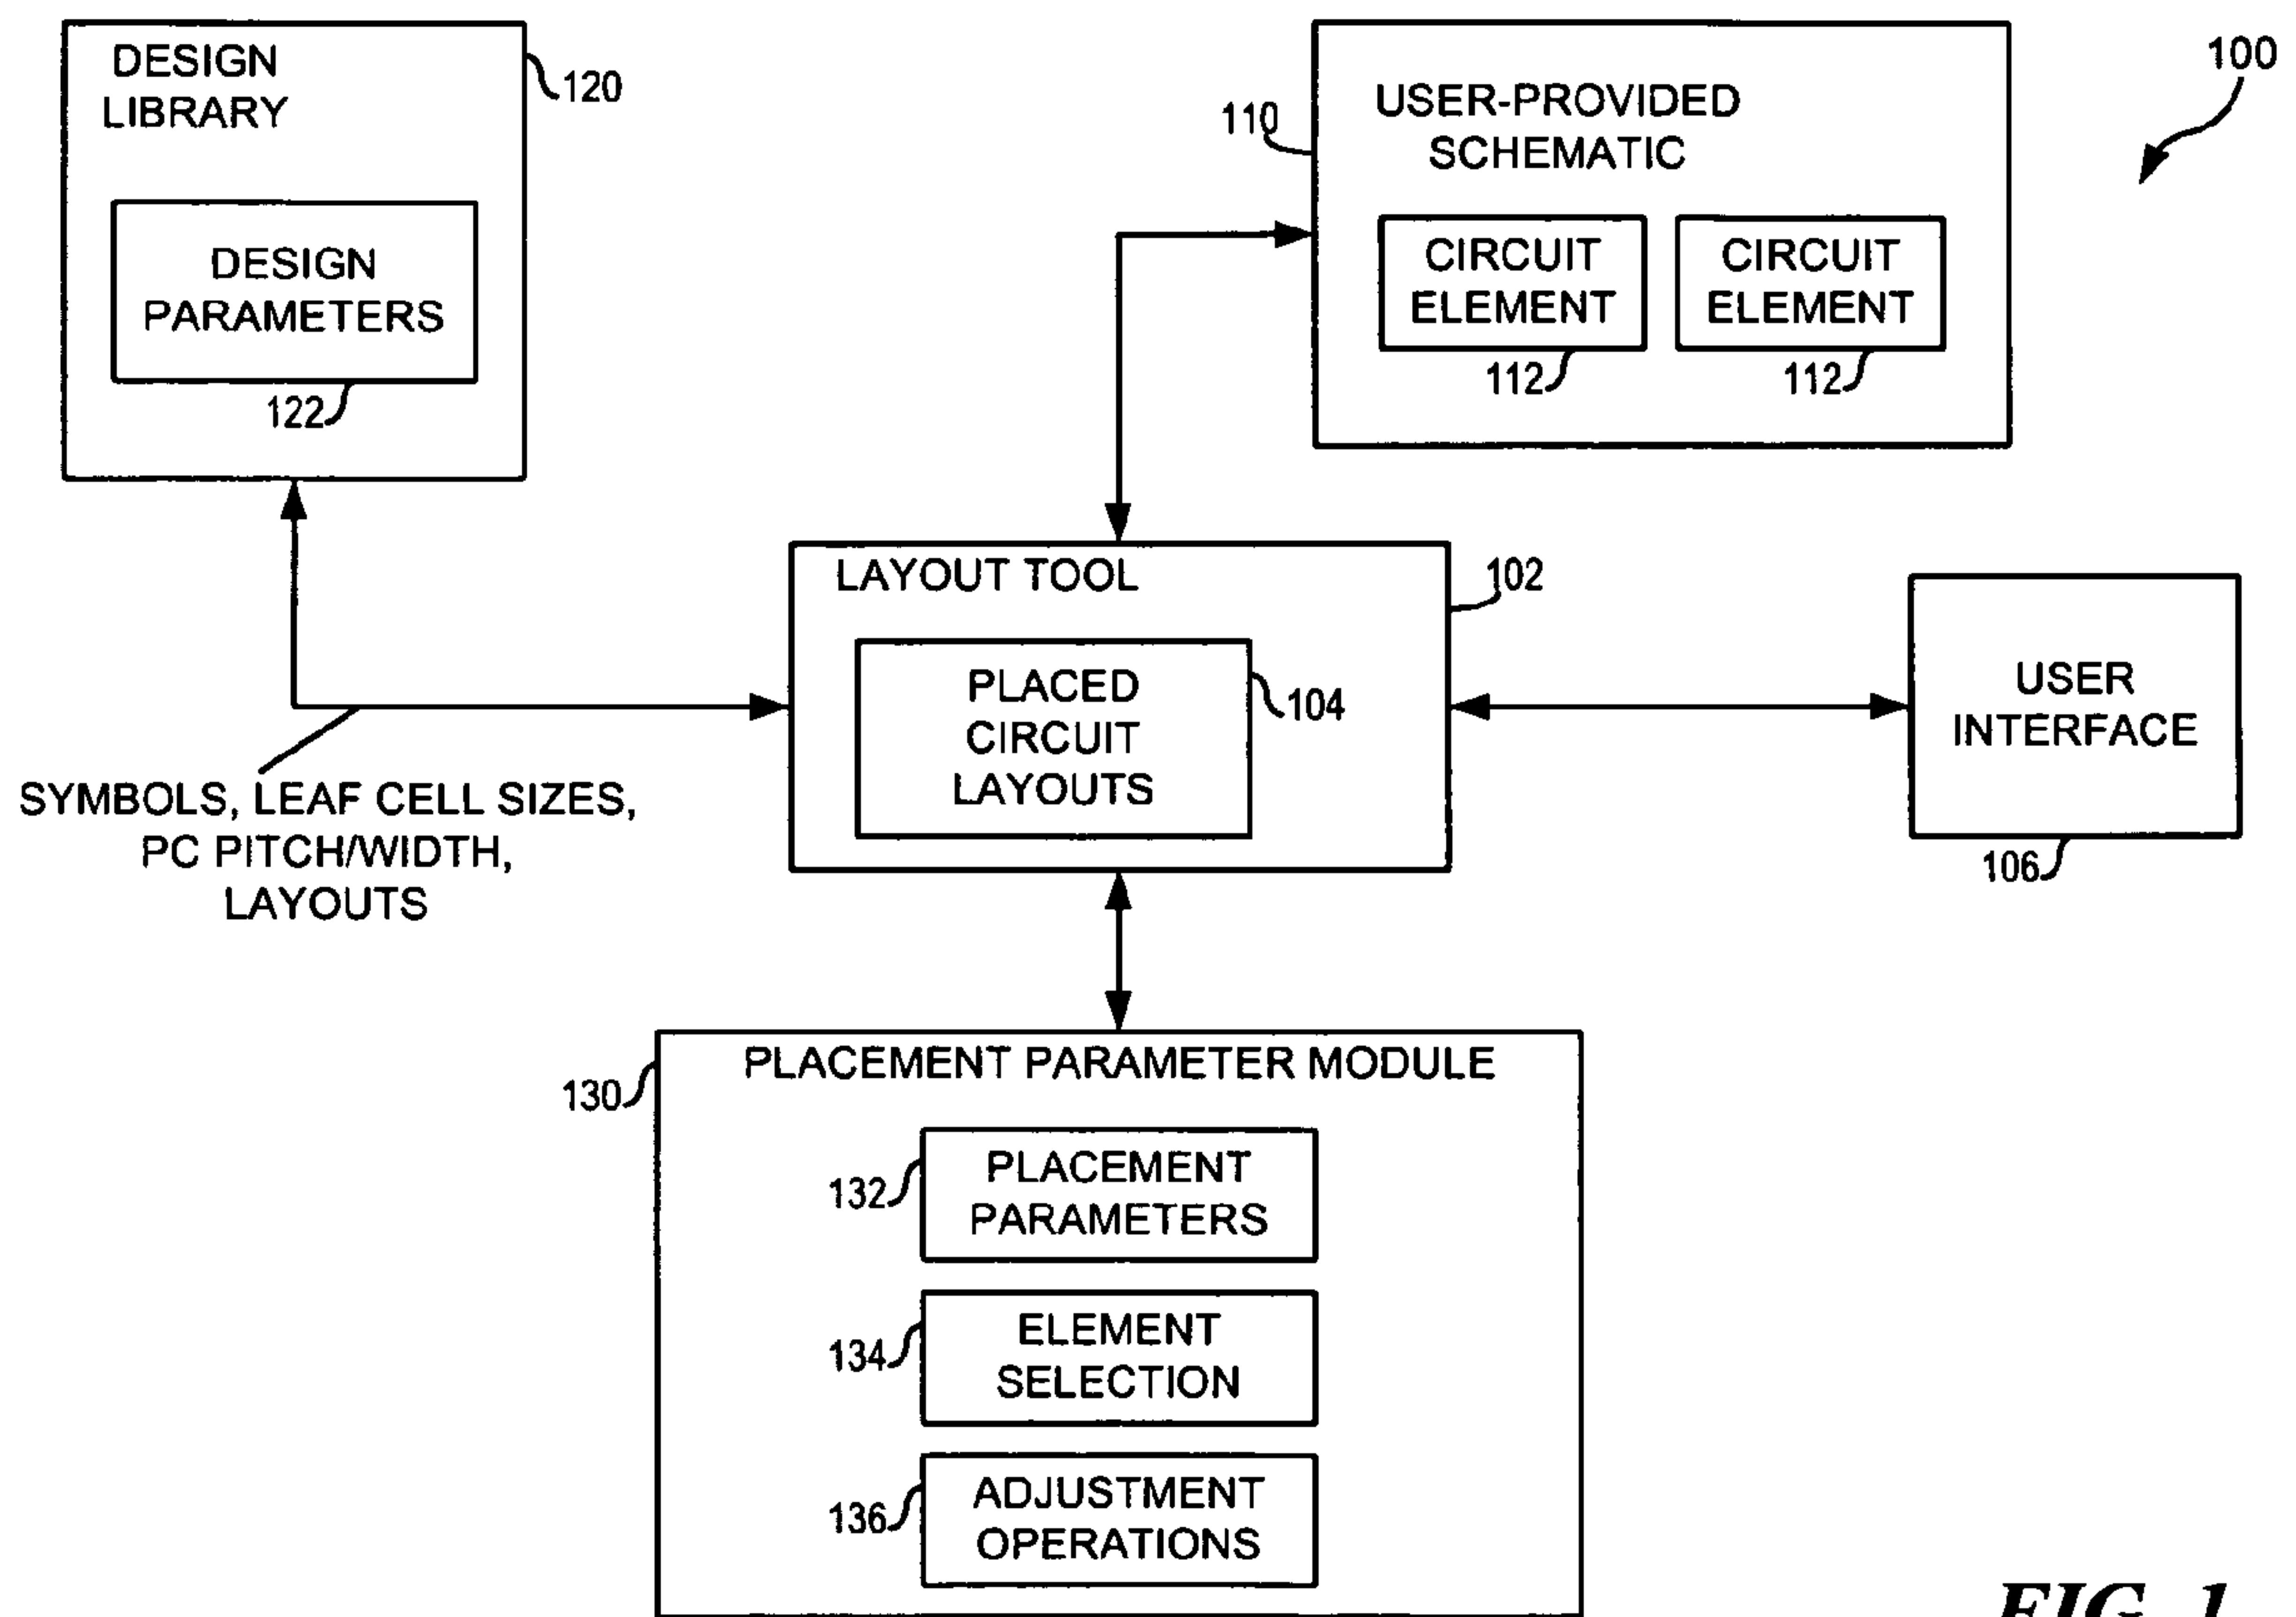 DESIGN
LIBRARY
120
DESIGN
PARAMETERS
122
USER-PROVIDED
SCHEMATIC
110
CIRCUIT
ELEMENT
112
CIRCUIT
ELEMENT
112
100
LAYOUT TOOL
102
PLACED
CIRCUIT
LAYOUTS
104
USER
INTERFACE
106
SYMBOLS, LEAF CELL SIZES,
PC PITCH/WIDTH,
LAYOUTS
PLACEMENT PARAMETER MODULE
130
PLACEMENT
PARAMETERS
132
ELEMENT
SELECTION
134
ADJUSTMENT
OPERATIONS
136
FIG. 1